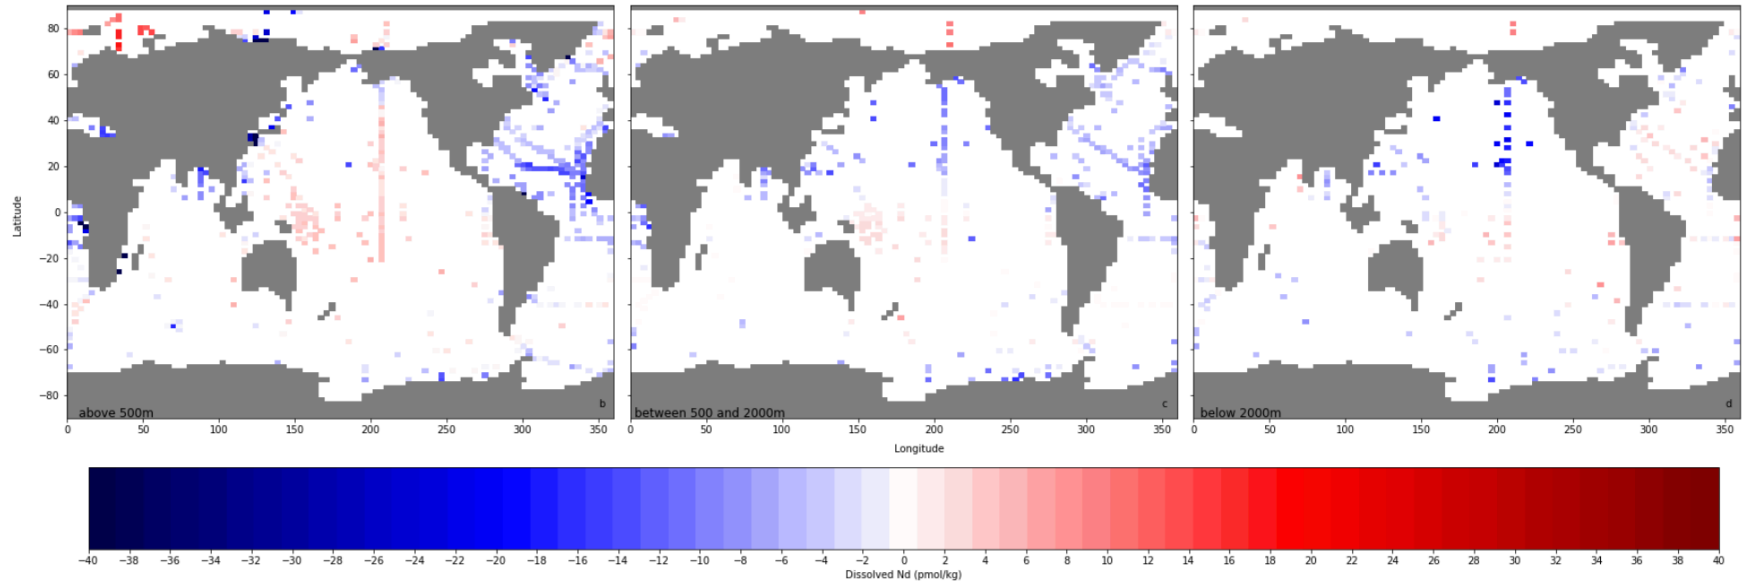 80
60
40
20
0
−20
−40
−60
−80
Latitude
above 500m
b
between 500 and 2000m
c
below 2000m
d
0 50 100 150 200 250 300 350
0 50 100 150 200 250 300 350
0 50 100 150 200 250 300 350
Longitude
−40 −38 −36 −34 −32 −30 −28 −26 −24 −22 −20 −18 −16 −14 −12 −10 −8 −6 −4 −2 0 2 4 6 8 10 12 14 16 18 20 22 24 26 28 30 32 34 36 38 40
Dissolved Nd (pmol/kg)